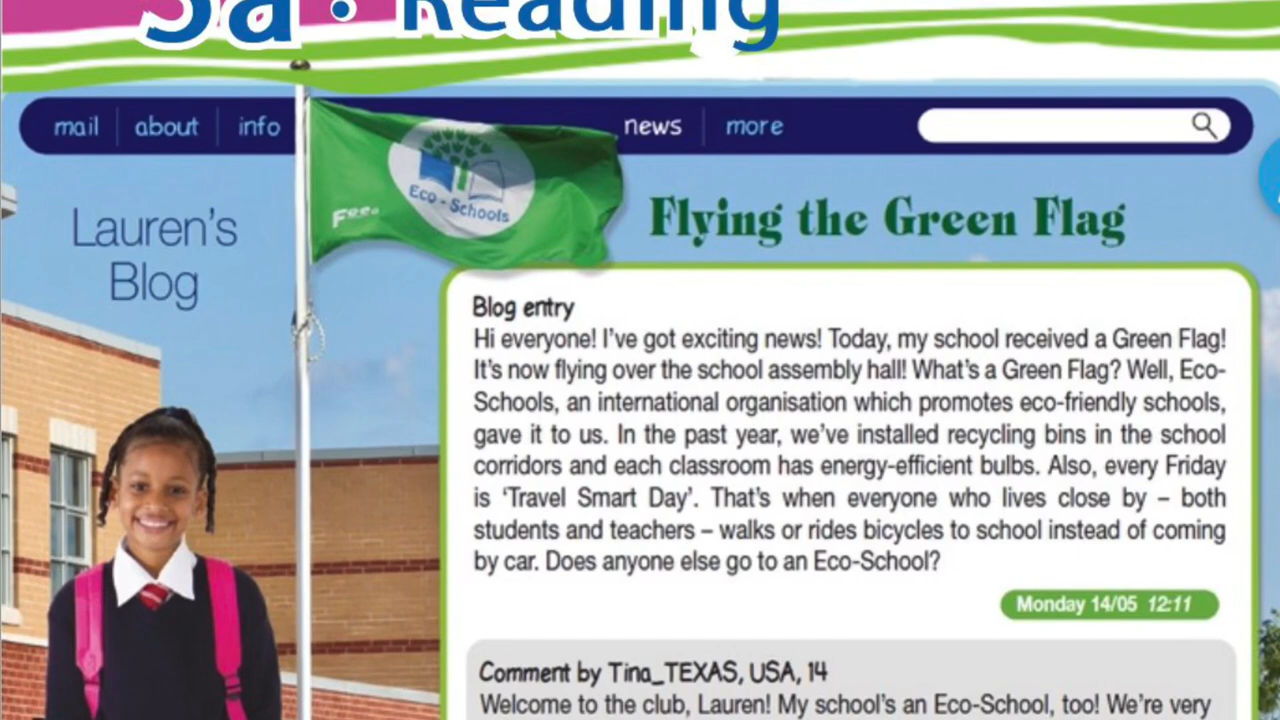 5a: Reading
mail about info news more
Eco-Schools
Fee.
Lauren's
Blog
Flying the Green Flag
Blog entry
Hi everyone! I've got exciting news! Today, my school received a Green Flag!
It's now flying over the school assembly hall! What's a Green Flag? Well, Eco-
Schools, an international organisation which promotes eco-friendly schools,
gave it to us. In the past year, we've installed recycling bins in the school
corridors and each classroom has energy-efficient bulbs. Also, every Friday
is ‘Travel Smart Day’. That's when everyone who lives close by – both
students and teachers – walks or rides bicycles to school instead of coming
by car. Does anyone else go to an Eco-School?
Monday 14/05 12:11
Comment by Tina_TEXAS, USA, 14
Welcome to the club, Lauren! My school's an Eco-School, too! We're very